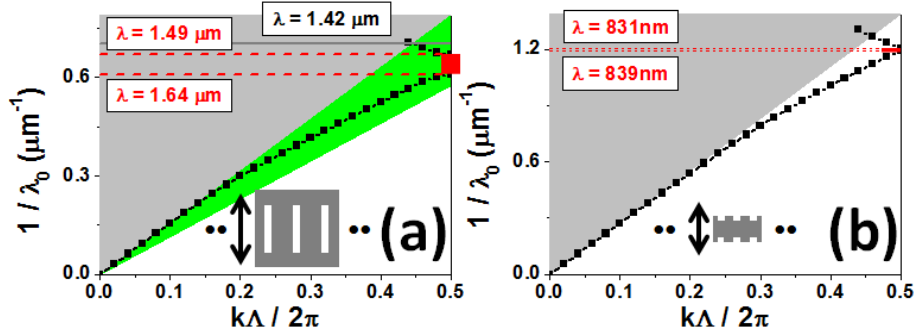 λ = 1.49 μm
λ = 1.42 μm
λ = 1.64 μm
0.6
0.3
0.0
1 / λ0 (μm-1)
0.0 0.1 0.2 0.3 0.4 0.5
kΛ / 2π
(a)
λ = 831nm
λ = 839nm
1.2
0.6
0.0
1 / λ0 (μm-1)
0.0 0.1 0.2 0.3 0.4 0.5
kΛ / 2π
(b)